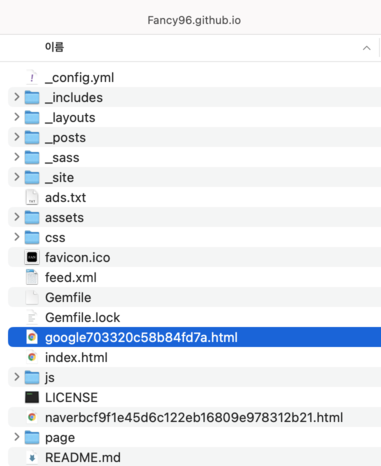 Fancy96.github.io
이름
_config.yml
_includes
_layouts
_posts
_sass
_site
ads.txt
assets
css
favicon.ico
feed.xml
Gemfile
Gemfile.lock
google703320c58b84fd7a.html
index.html
js
LICENSE
naverbcf9f1e45d6c122eb16809e978312b21.html
page
README.md